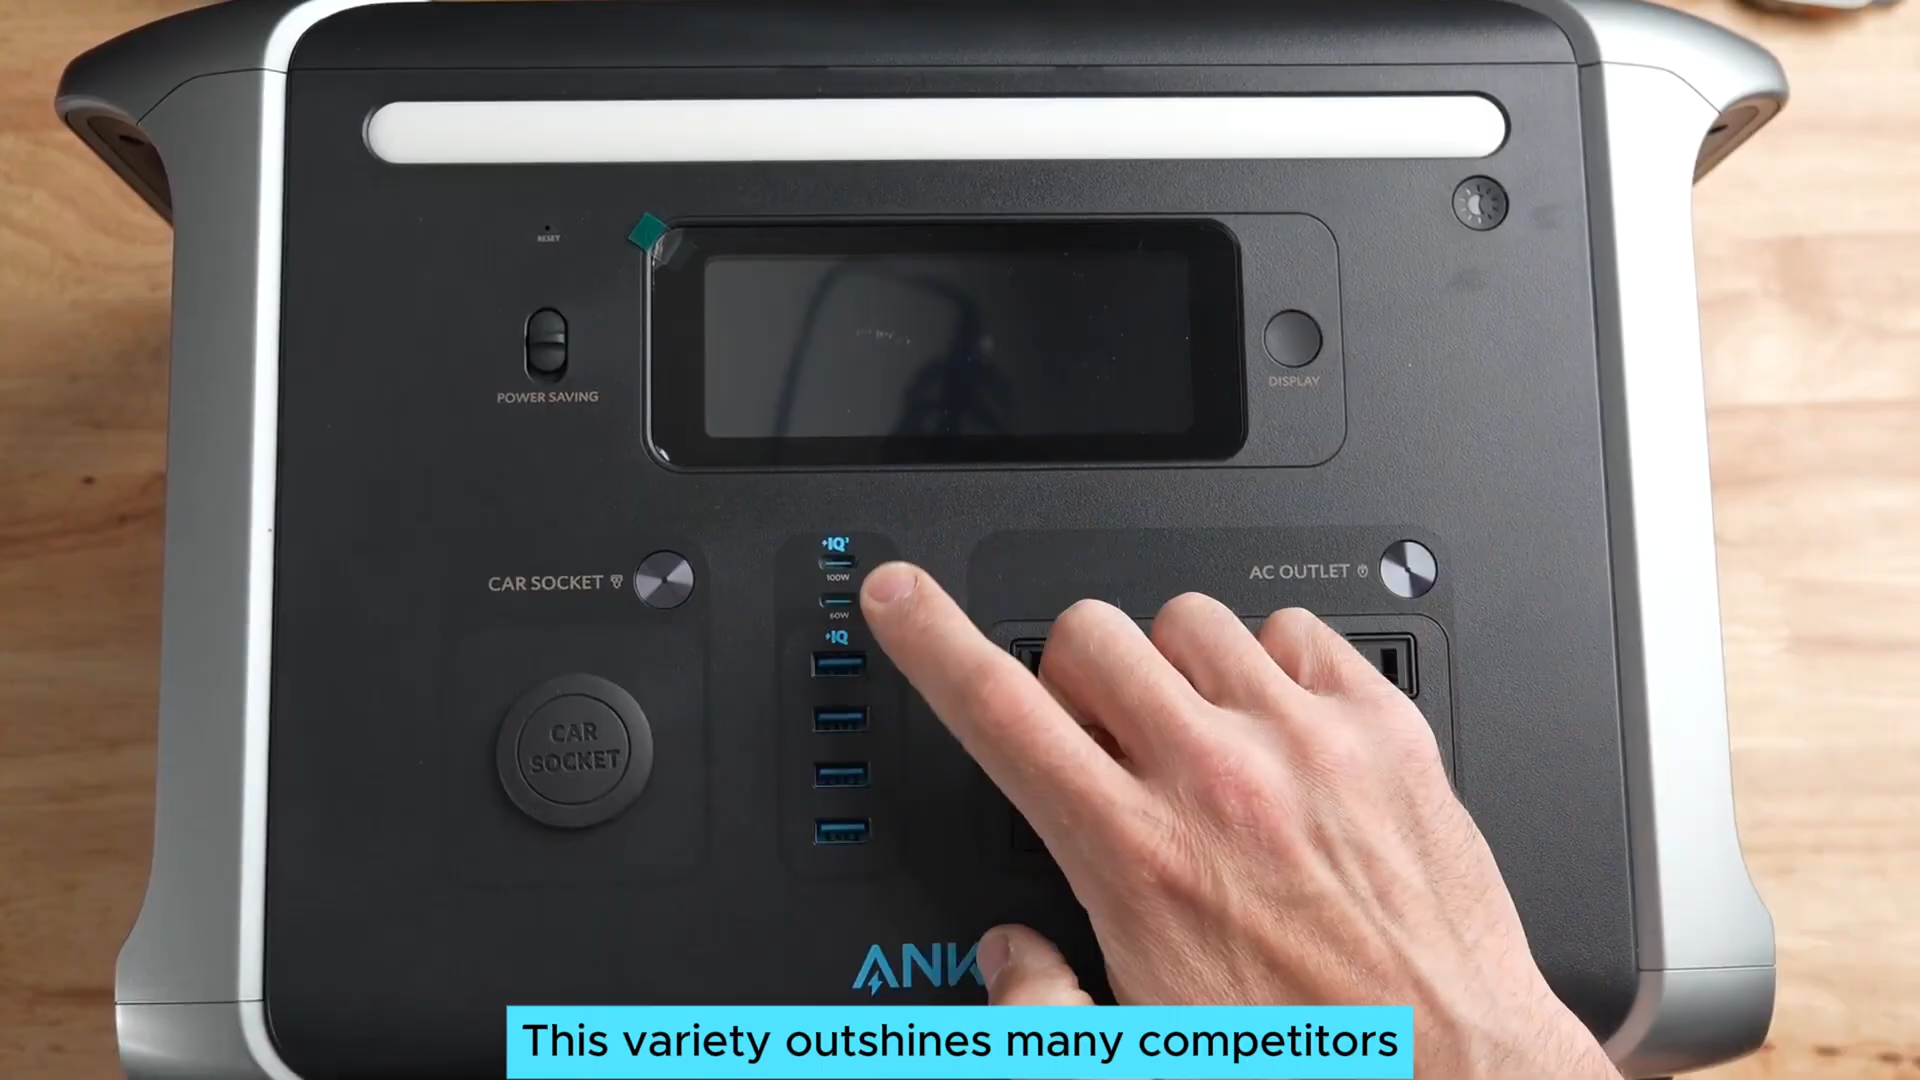 RESET
POWER SAVING
DISPLAY
IQ³
CAR SOCKET
100W
AC OUTLET
60W
IQ
CAR
SOCKET
ANK
This variety outshines many competitors